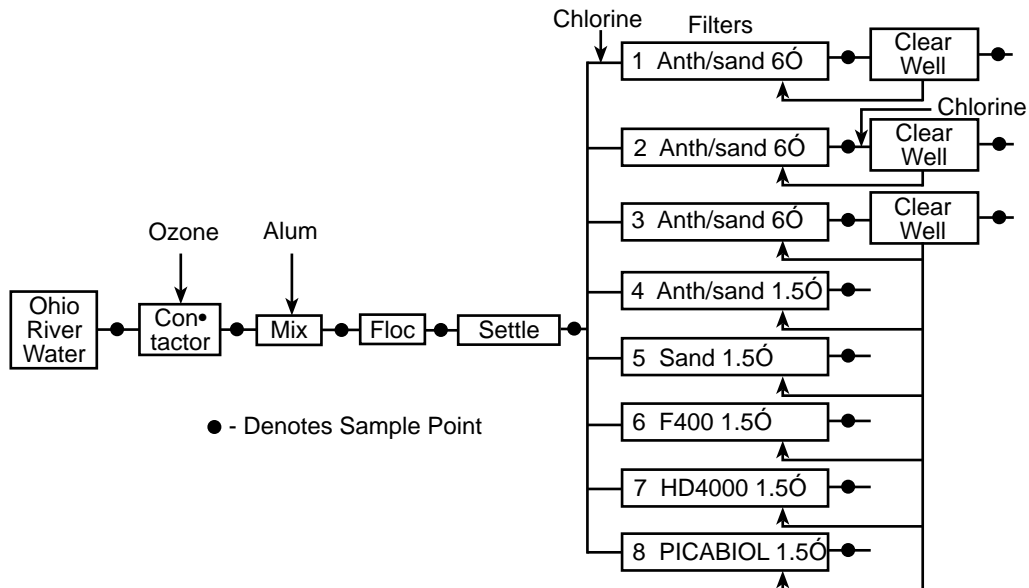 Chlorine
Filters
1 Anth/sand 6Ó
Clear
Well
Chlorine
2 Anth/sand 6Ó
Clear
Well
3 Anth/sand 6Ó
Clear
Well
Ozone
Alum
4 Anth/sand 1.5Ó
Ohio
River
Water
Con•
tactor
Mix
Floc
Settle
5 Sand 1.5Ó
6 F400 1.5Ó
● - Denotes Sample Point
7 HD4000 1.5Ó
8 PICABIOL 1.5Ó